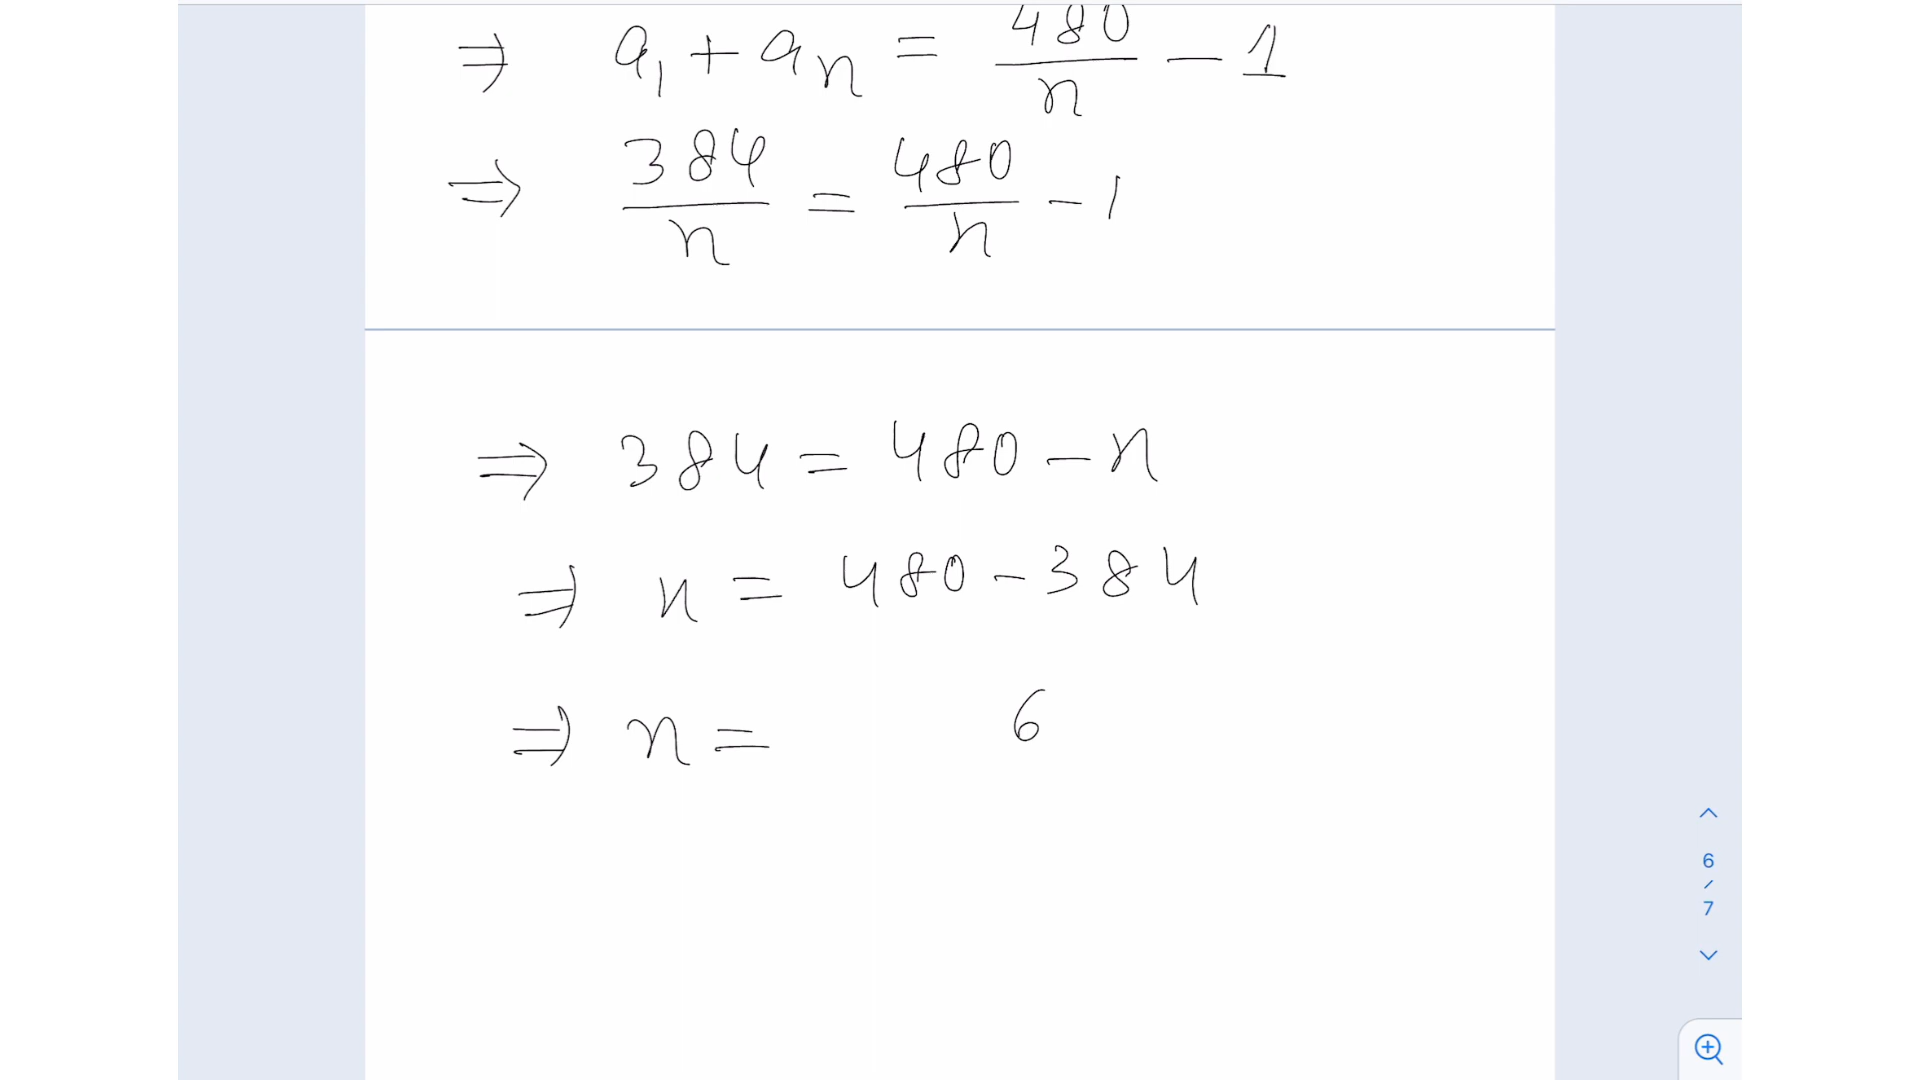 ⇒ a₁ + aₙ = 480/n − 1
⇒ 384/n = 480/n − 1
⇒ 384 = 480 − n
⇒ n = 480 − 384
⇒ n = 6
6
/
7